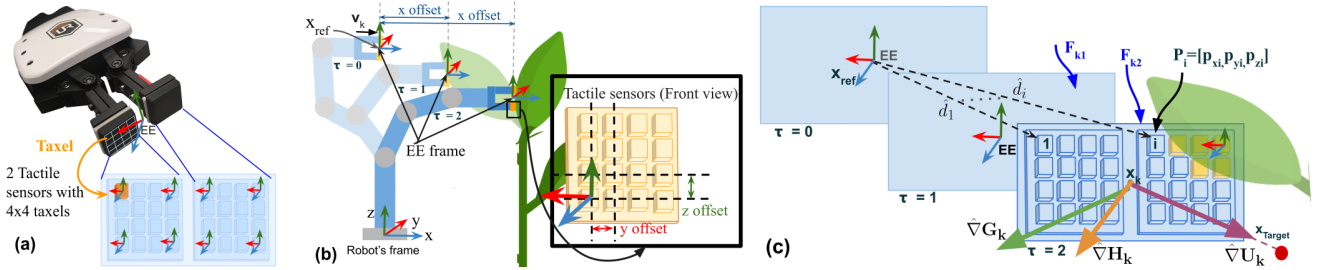 UR
EE
Taxel
2 Tactile
sensors with
4x4 taxels
(a)
x offset
v_k
x offset
x_ref
τ = 0
τ = 1
τ = 2
EE frame
Tactile sensors (Front view)
z offset
y offset
z
y
x
Robot's frame
(b)
EE
x_ref
τ = 0
F_k1
F_k2
P_i=[p_xi,p_yi,p_zi]
d̂_i
d̂_1
EE
τ = 1
1
i
x_k
∇̂G_k
τ = 2
∇̂H_k
∇̂U_k
x_Target
(c)